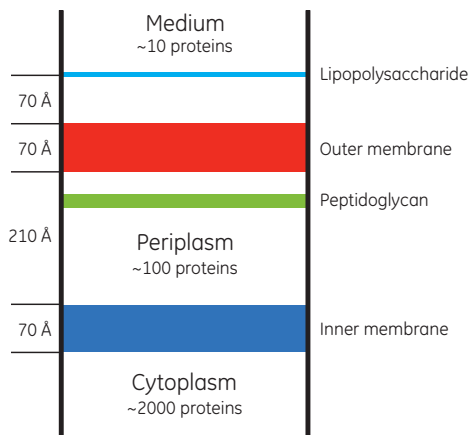 Medium
~10 proteins
Lipopolysaccharide
70 Å
70 Å
Outer membrane
Peptidoglycan
210 Å
Periplasm
~100 proteins
70 Å
Inner membrane
Cytoplasm
~2000 proteins